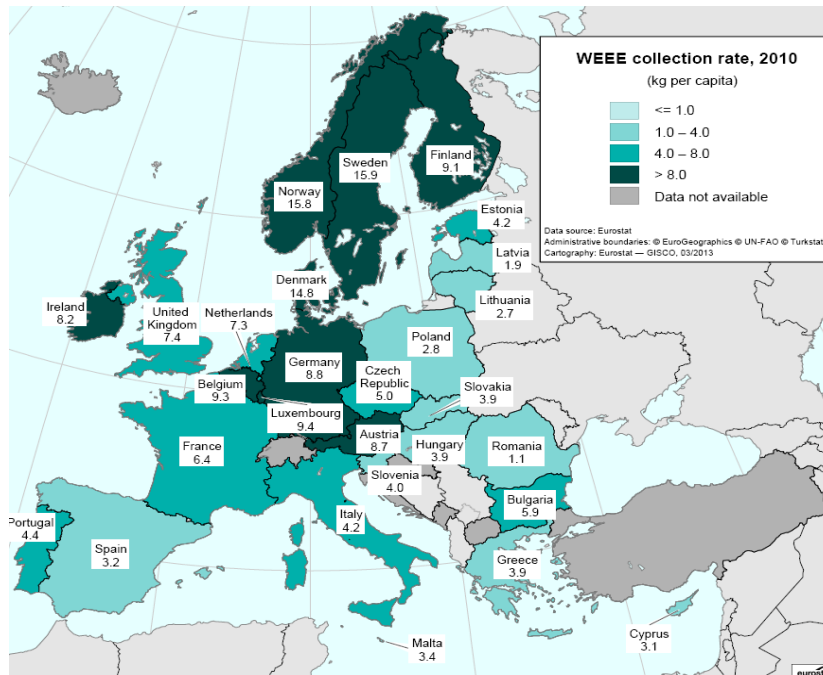 WEEE collection rate, 2010
(kg per capita)
<= 1.0
1.0 – 4.0
4.0 – 8.0
> 8.0
Data not available
Data source: Eurostat
Administrative boundaries: © EuroGeographics © UN-FAO © Turkstat
Cartography: Eurostat — GISCO, 03/2013
Finland
9.1
Sweden
15.9
Norway
15.8
Estonia
4.2
Latvia
1.9
Denmark
14.8
Lithuania
2.7
Ireland
8.2
United
Kingdom
7.4
Netherlands
7.3
Poland
2.8
Germany
8.8
Czech
Republic
5.0
Belgium
9.3
Slovakia
3.9
Luxembourg
9.4
Austria
8.7
France
6.4
Hungary
3.9
Romania
1.1
Slovenia
4.0
Bulgaria
5.9
Portugal
4.4
Italy
4.2
Spain
3.2
Greece
3.9
Cyprus
3.1
Malta
3.4